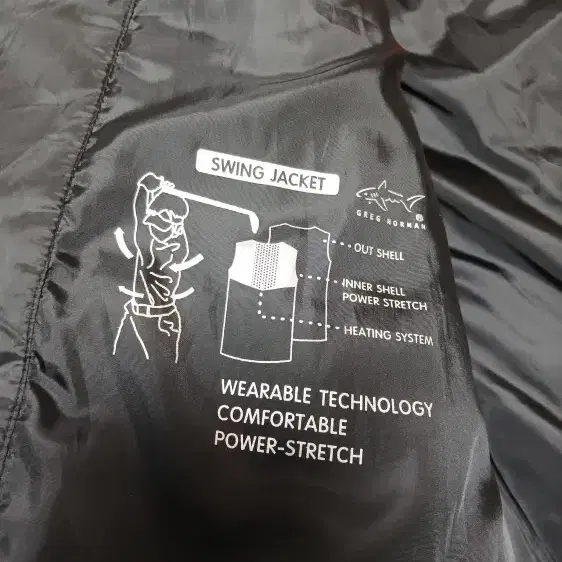 SWING JACKET
GREG NORMAN®
OUT SHELL
INNER SHELL
POWER STRETCH
HEATING SYSTEM
WEARABLE TECHNOLOGY
COMFORTABLE
POWER-STRETCH